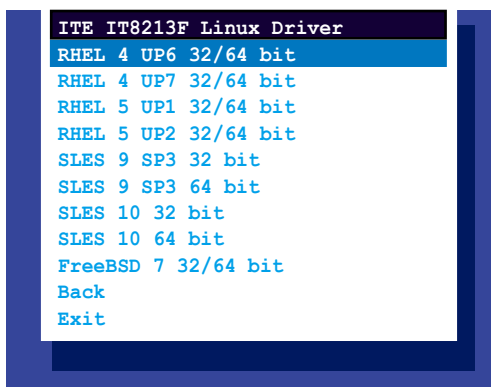 ITE IT8213F Linux Driver
RHEL 4 UP6 32/64 bit
RHEL 4 UP7 32/64 bit
RHEL 5 UP1 32/64 bit
RHEL 5 UP2 32/64 bit
SLES 9 SP3 32 bit
SLES 9 SP3 64 bit
SLES 10 32 bit
SLES 10 64 bit
FreeBSD 7 32/64 bit
Back
Exit